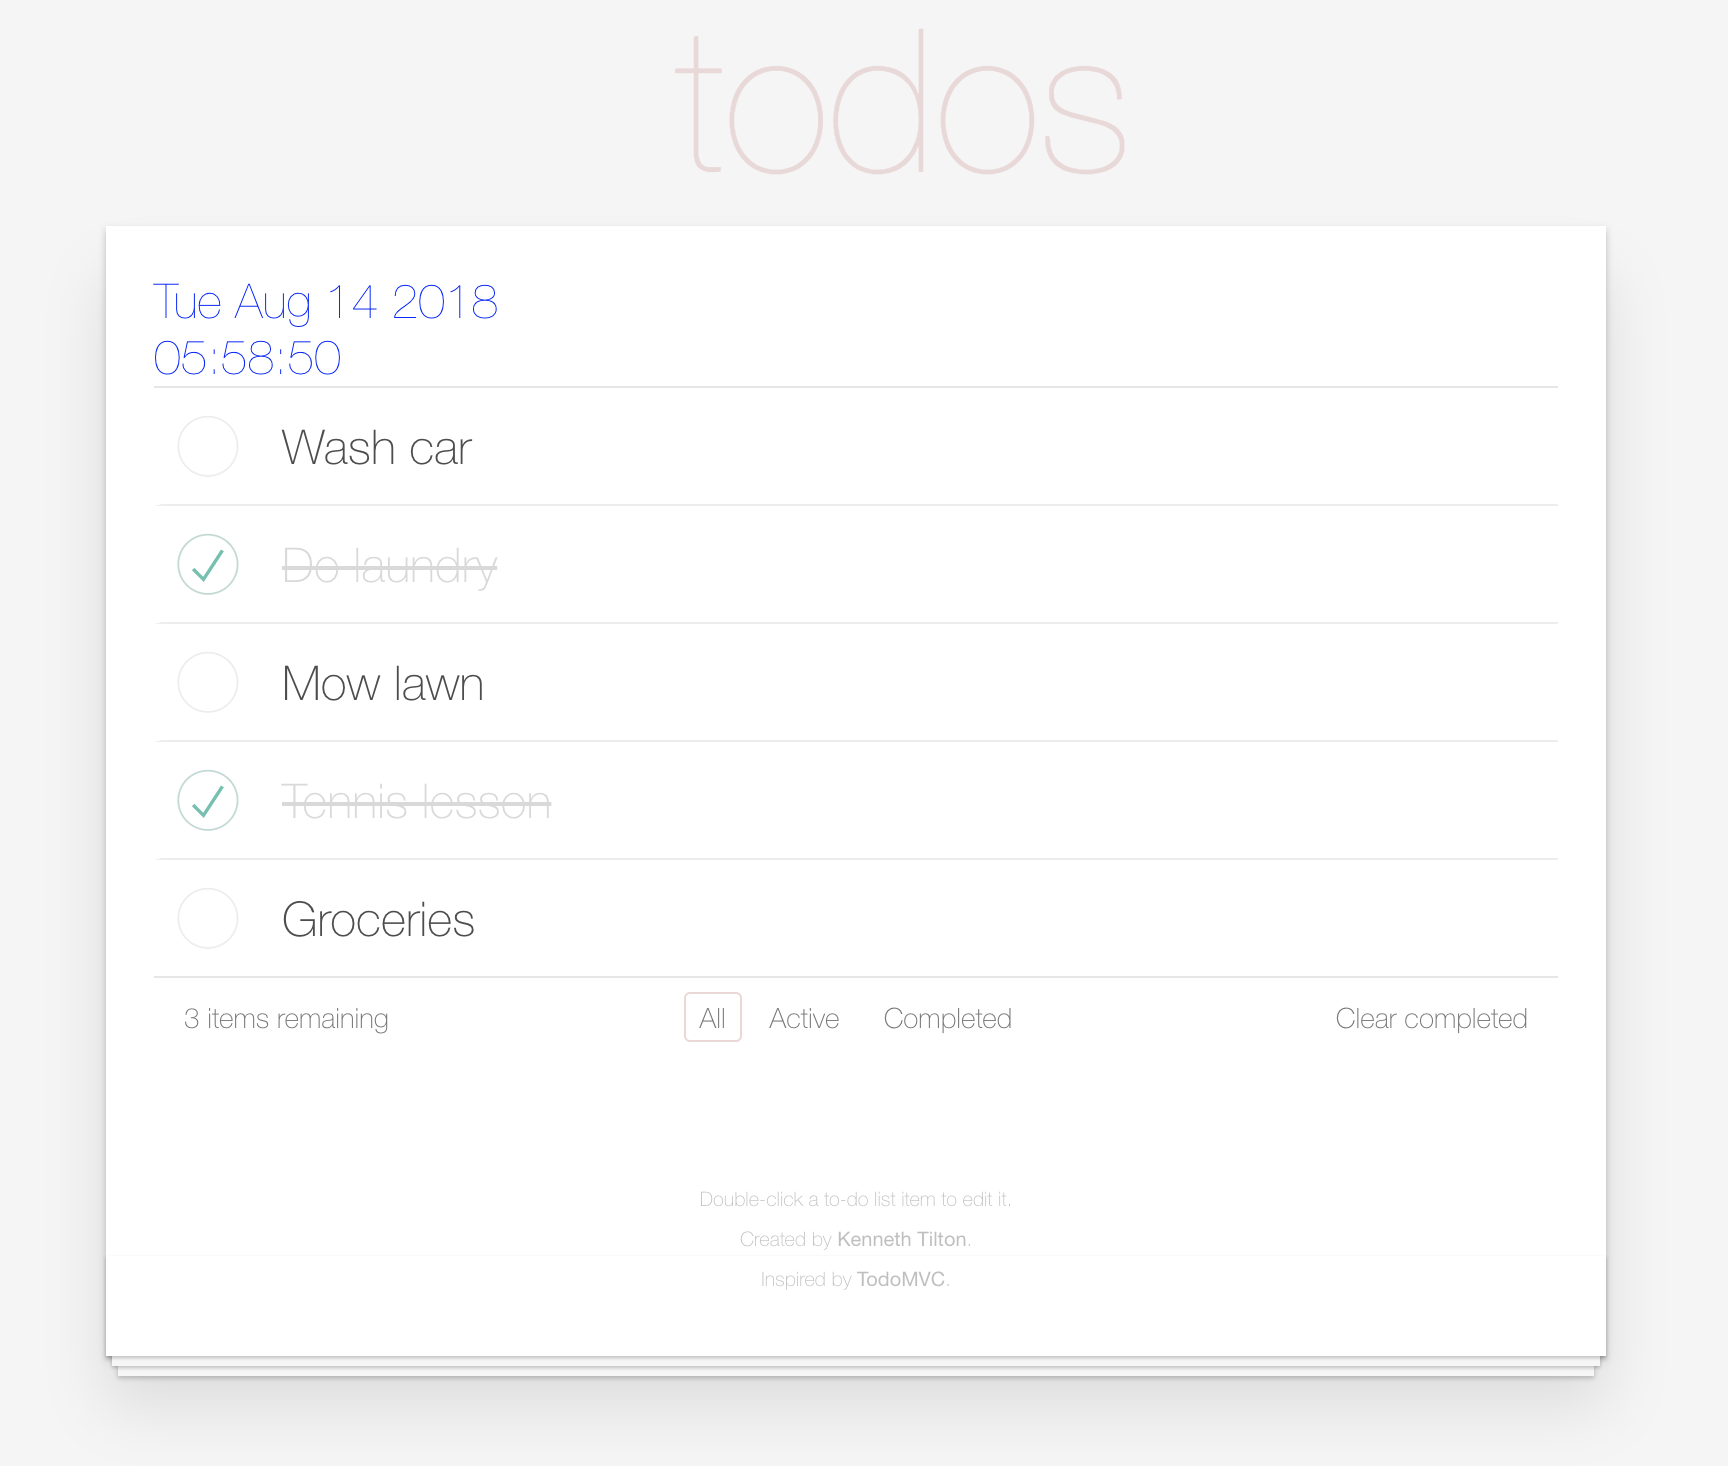 todos
Tue Aug 14 2018
05:58:50
Wash car
Do laundry
Mow lawn
Tennis lesson
Groceries
3 items remaining All Active Completed Clear completed
Double-click a to-do list item to edit it.
Created by Kenneth Tilton.
Inspired by TodoMVC.